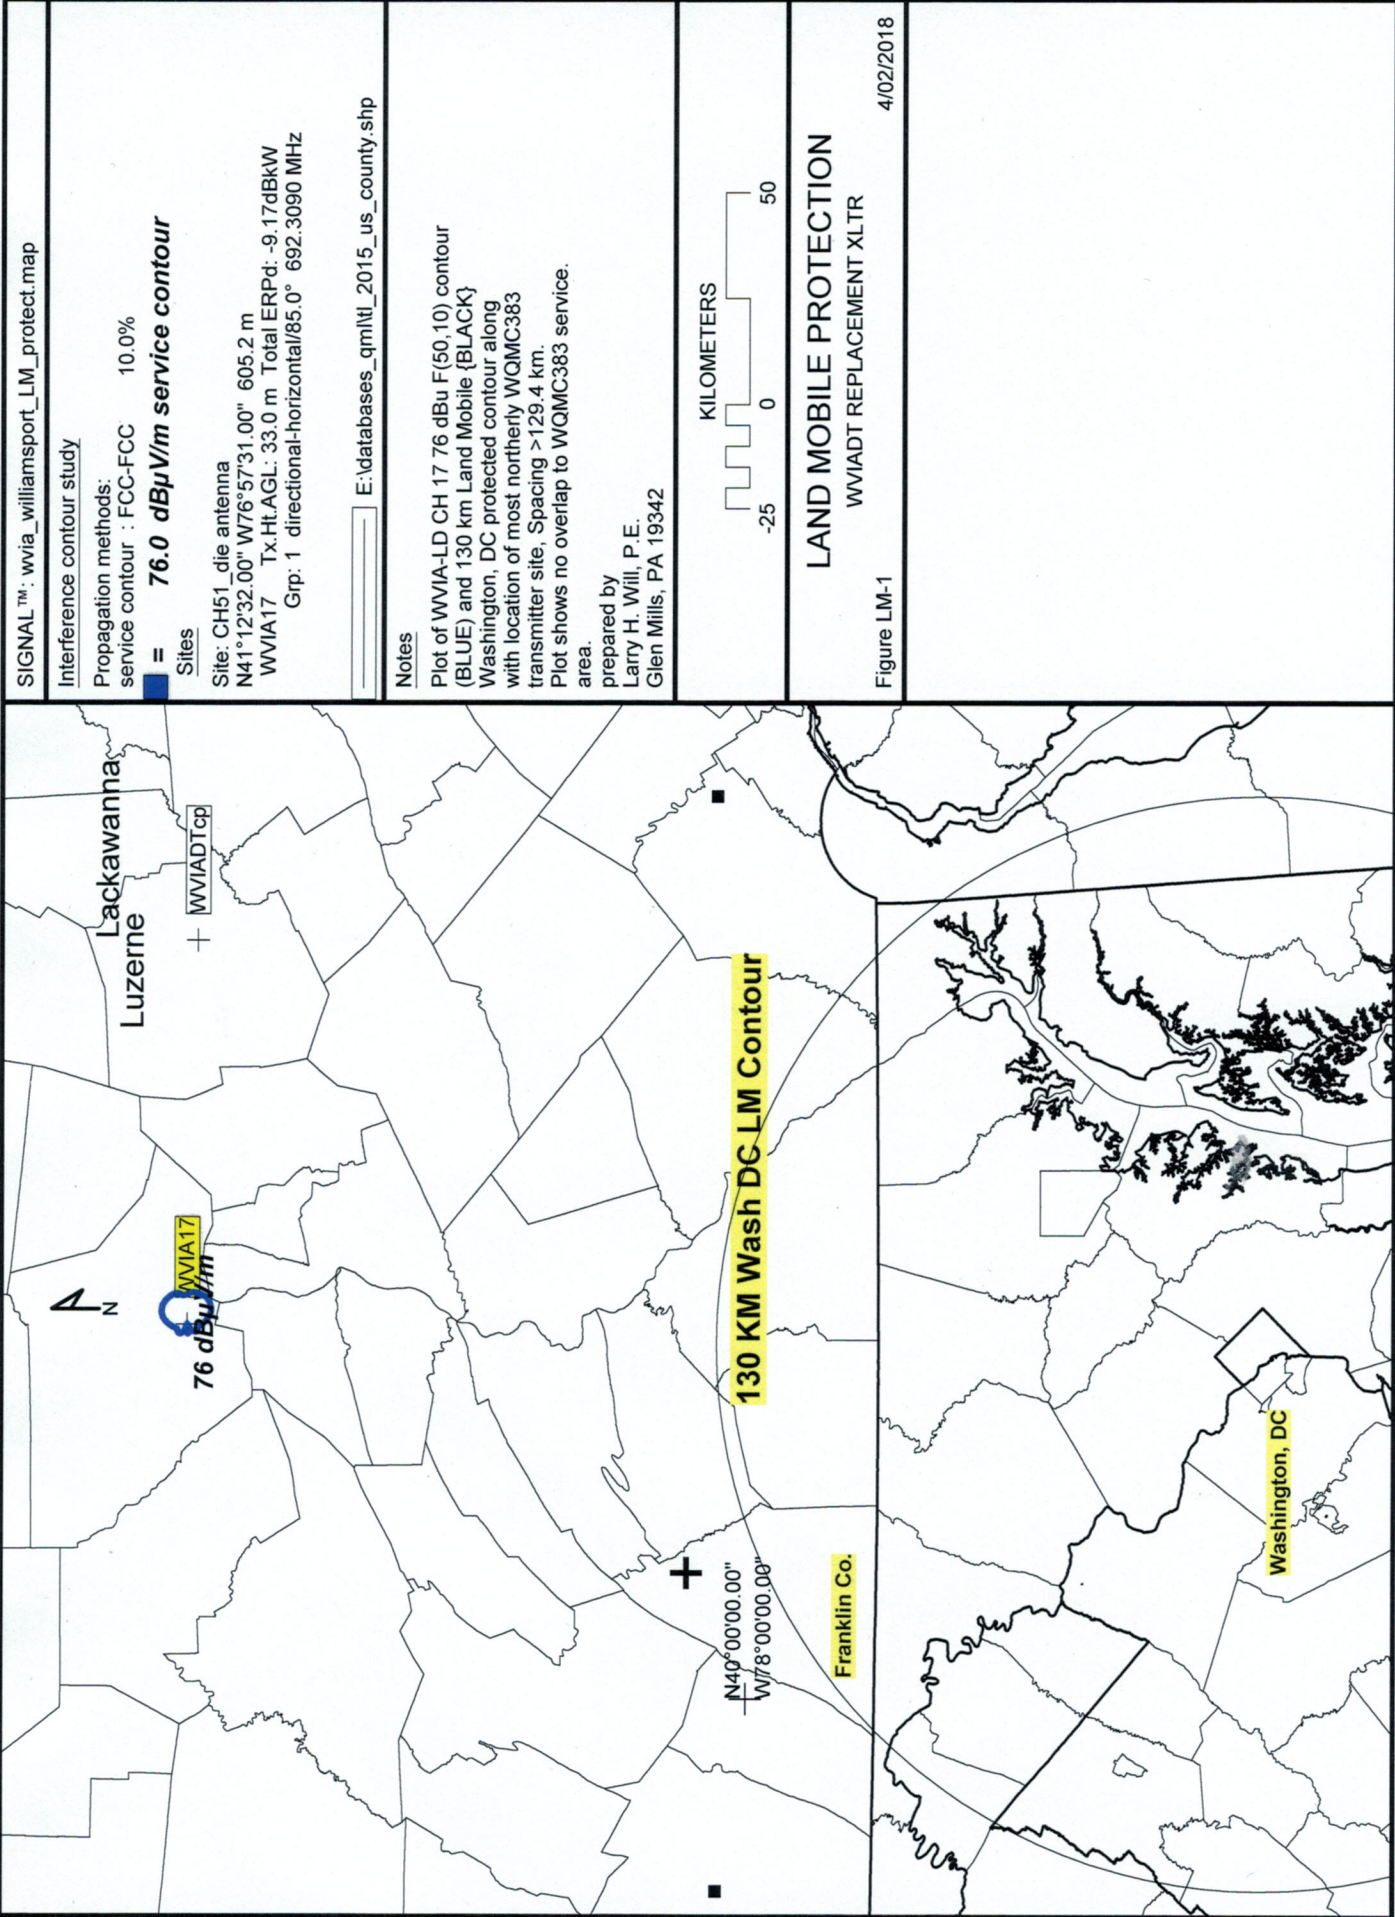 SIGNAL™: wvia_williamsport_LM_protect.map
Interference contour study
Propagation methods:
service contour : FCC-FCC 10.0%
= 76.0 dBµV/m service contour
Sites
Site: CH51_die antenna
N41°12'32.00" W76°57'31.00" 605.2 m
WVIA17 Tx.Ht.AGL: 33.0 m Total ERPd: -9.17dBkW
Grp: 1 directional-horizontal/85.0° 692.3090 MHz
E:\databases_qml\tl_2015_us_county.shp
Notes
Plot of WVIA-LD CH 17 76 dBu F(50,10) contour
(BLUE) and 130 km Land Mobile {BLACK}
Washington, DC protected contour along
with location of most northerly WQMC383
transmitter site, Spacing >129.4 km.
Plot shows no overlap to WQMC383 service
area.
prepared by
Larry H. Will, P.E.
Glen Mills, PA 19342
KILOMETERS
-25 0 50
LAND MOBILE PROTECTION
WVIADT REPLACEMENT XLTR
Figure LM-1 4/02/2018
Lackawanna
Luzerne
WVIADTcp
N
WVIA17
76 dBµV/m
130 KM Wash DC LM Contour
N40°00'00.00"
W78°00'00.00"
Franklin Co.
Washington, DC